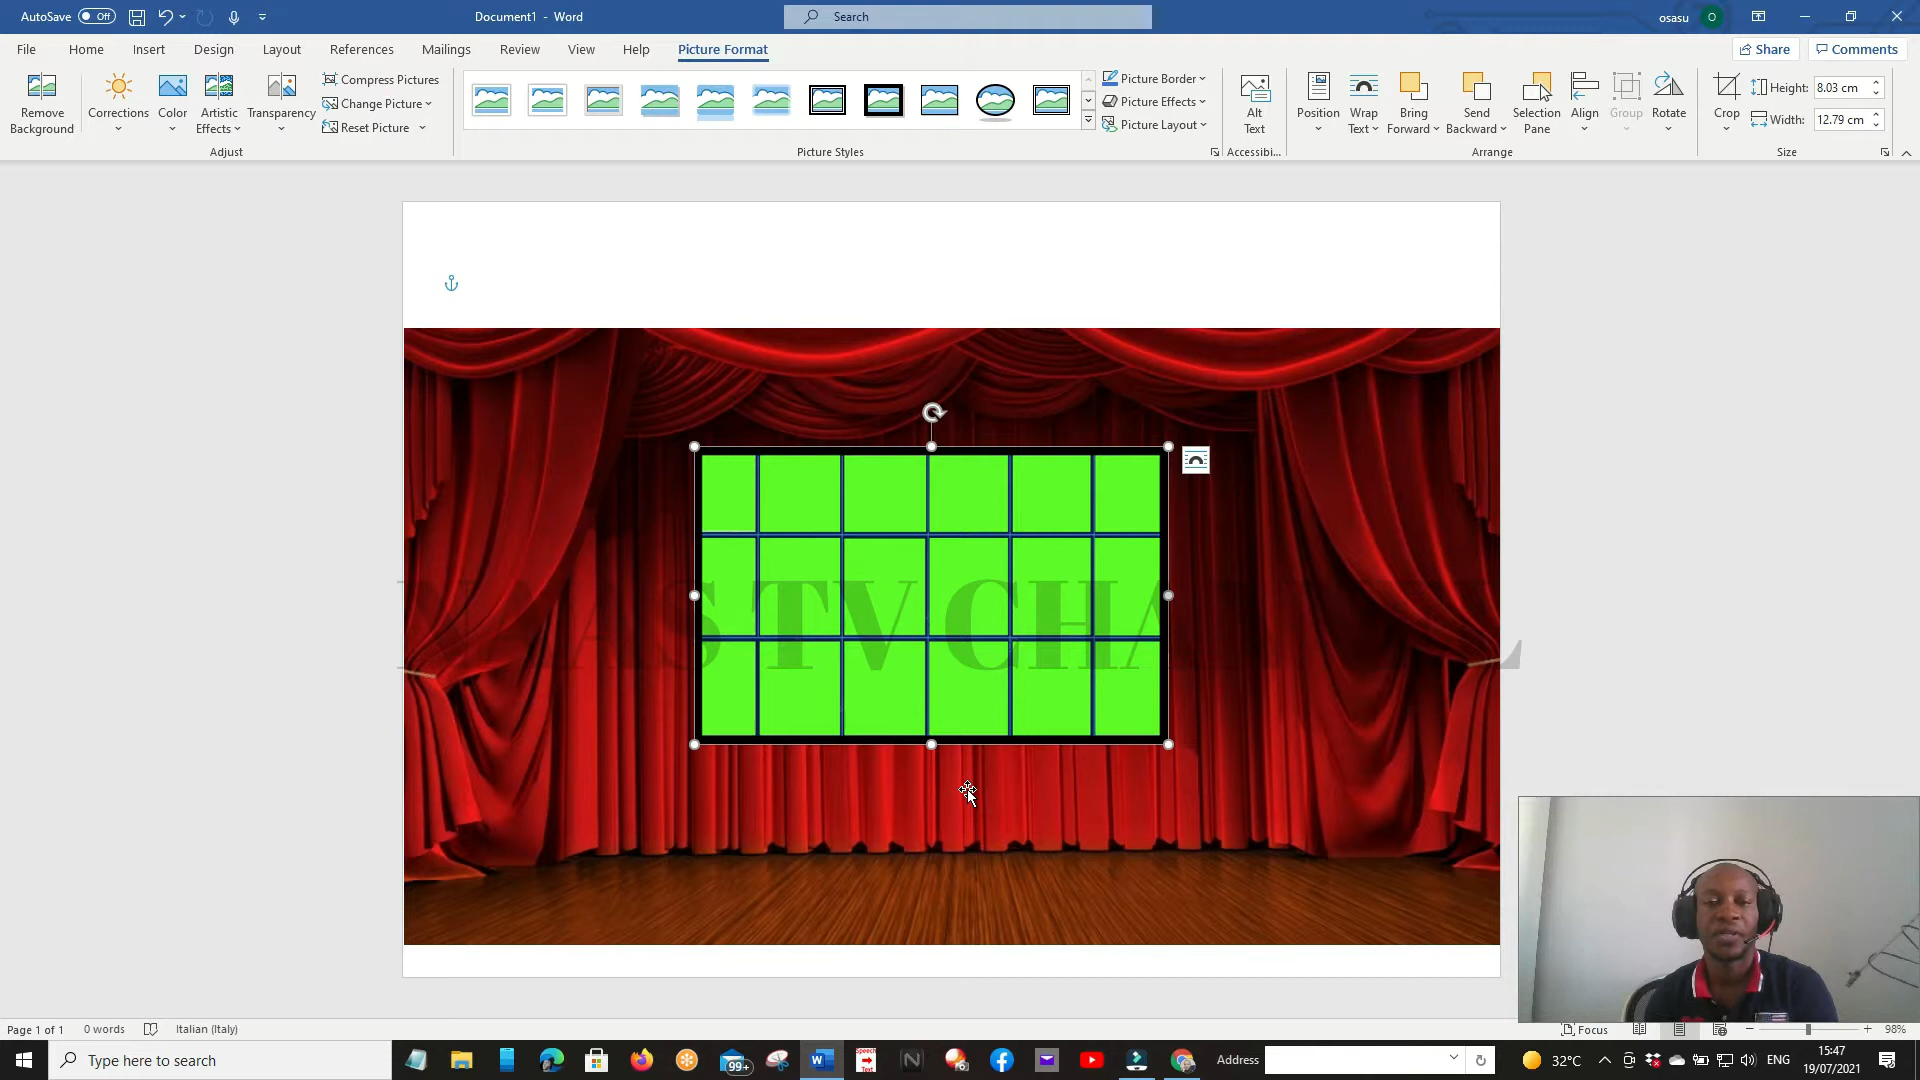 AutoSave Off Document1 - Word Search osasu O
File Home Insert Design Layout References Mailings Review View Help Picture Format Share Comments
Remove Background Corrections Color Artistic Effects Transparency Compress Pictures Change Picture Reset Picture Picture Border Picture Effects Picture Layout Alt Text Position Wrap Text Bring Forward Send Backward Selection Pane Align Group Rotate Crop Height: 8.03 cm Width: 12.79 cm
Adjust Picture Styles Accessibi... Arrange Size
TV
Page 1 of 1 0 words Italian (Italy) Focus 98%
Type here to search 99+ Speech Text Address 32°C ENG 15:47
19/07/2021